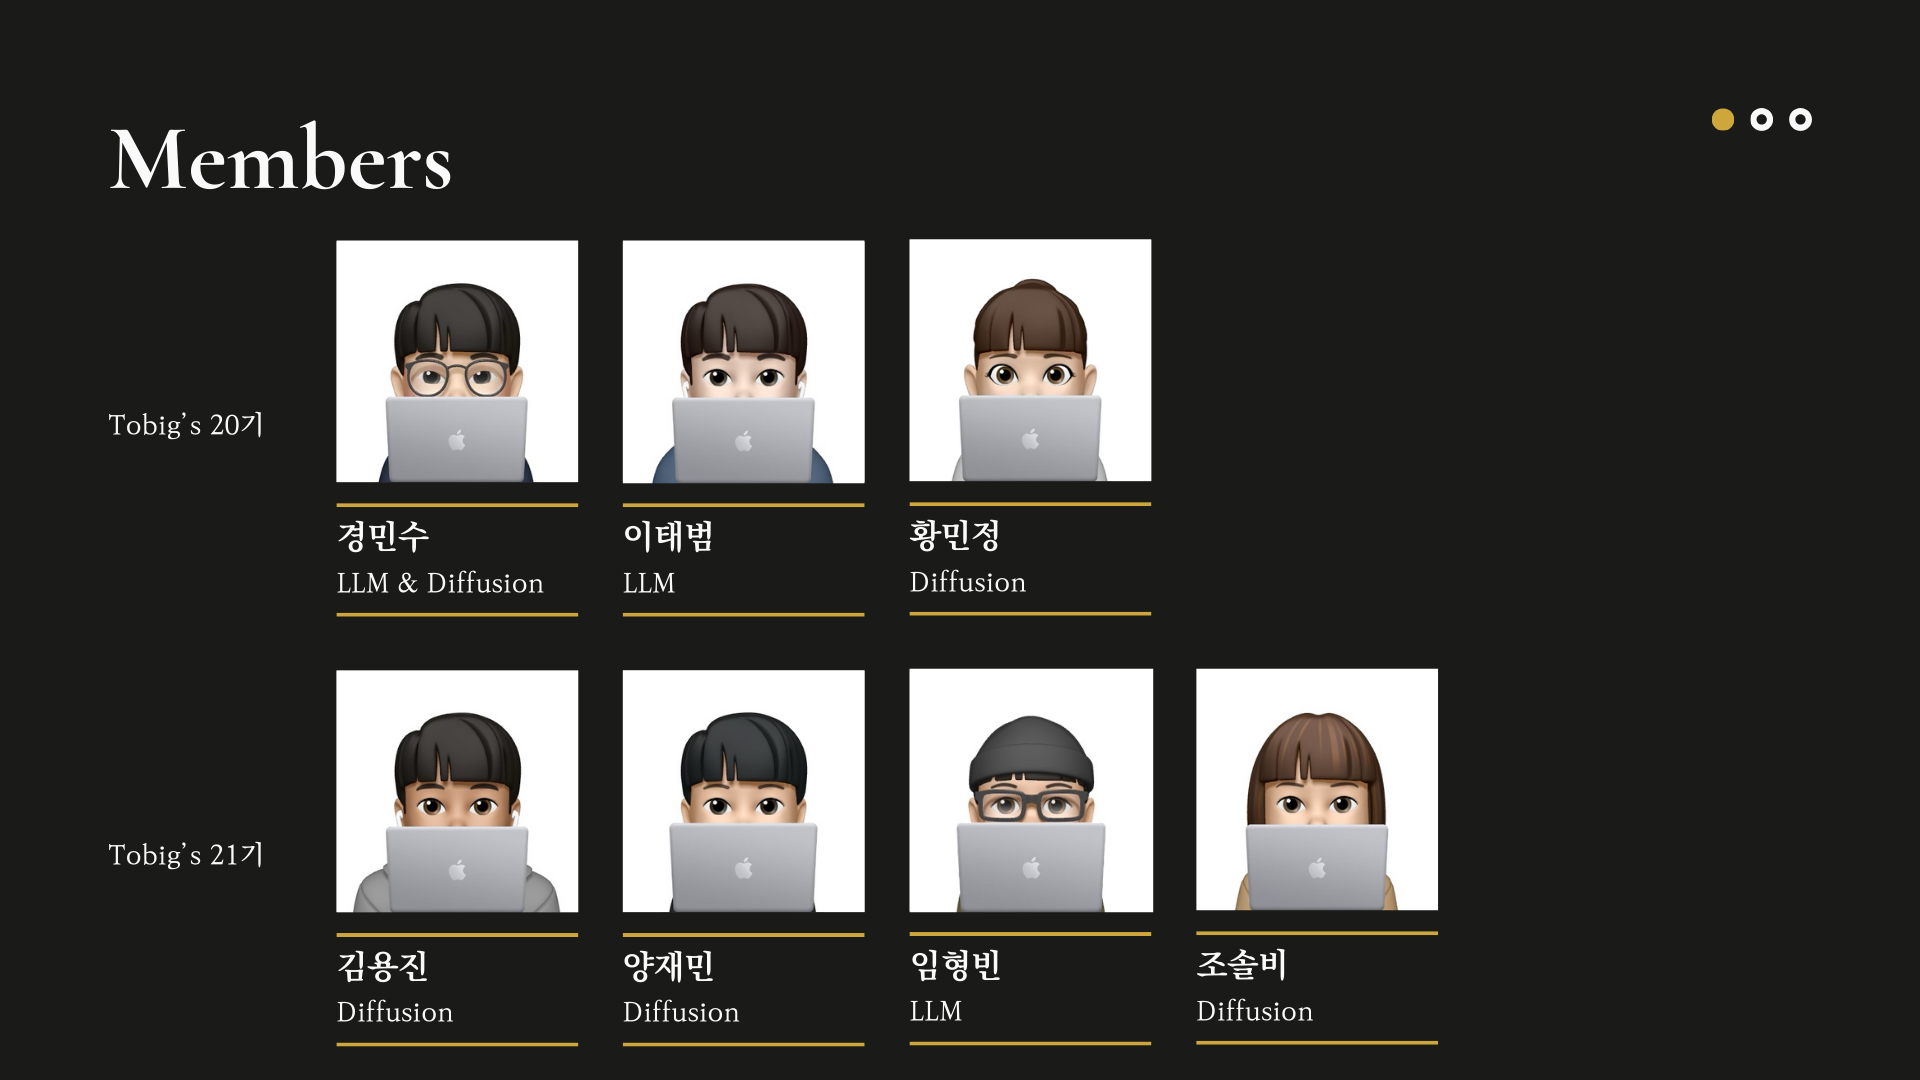 Members
Tobig's 20기
경민수
LLM & Diffusion
이태범
LLM
황민정
Diffusion
Tobig's 21기
김용진
Diffusion
양재민
Diffusion
임형빈
LLM
조솔비
Diffusion